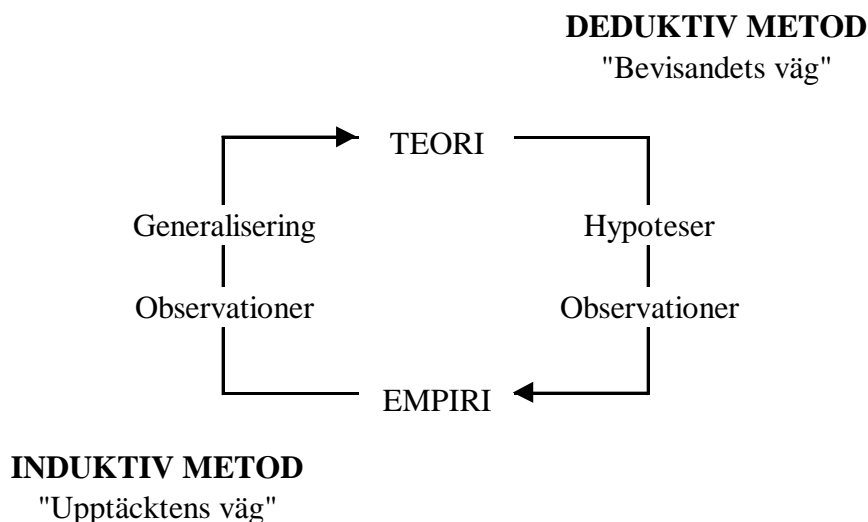 DEDUKTIV METOD
"Bevisandets väg"
TEORI
Generalisering
Hypoteser
Observationer
Observationer
EMPIRI
INDUKTIV METOD
"Upptäcktens väg"